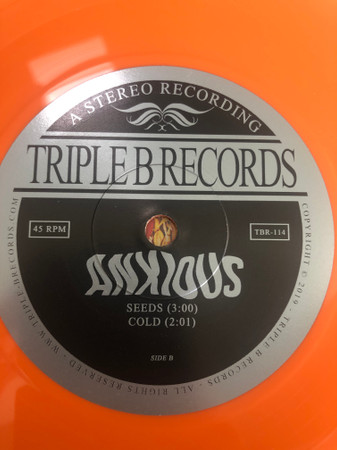 A STEREO RECORDING
TRIPLE B RECORDS
45 RPM
TBR-114
ANXIOUS
SEEDS (3:00)
COLD (2:01)
SIDE B
COPYRIGHT © 2019 - TRIPLE B RECORDS - ALL RIGHTS RESERVED - WWW.TRIPLE-B-RECORDS.COM